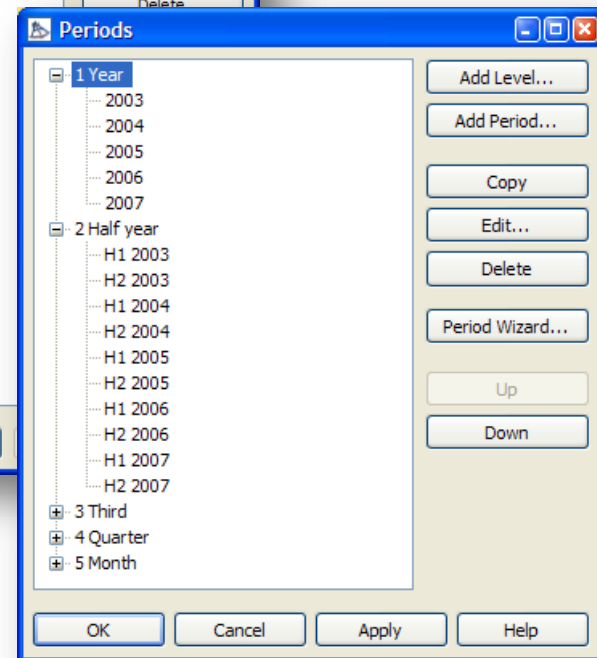 Delete
Periods
1 Year
2003
2004
2005
2006
2007
2 Half year
H1 2003
H2 2003
H1 2004
H2 2004
H1 2005
H2 2005
H1 2006
H2 2006
H1 2007
H2 2007
3 Third
4 Quarter
5 Month
Add Level...
Add Period...
Copy
Edit...
Delete
Period Wizard...
Up
Down
OK
Cancel
Apply
Help